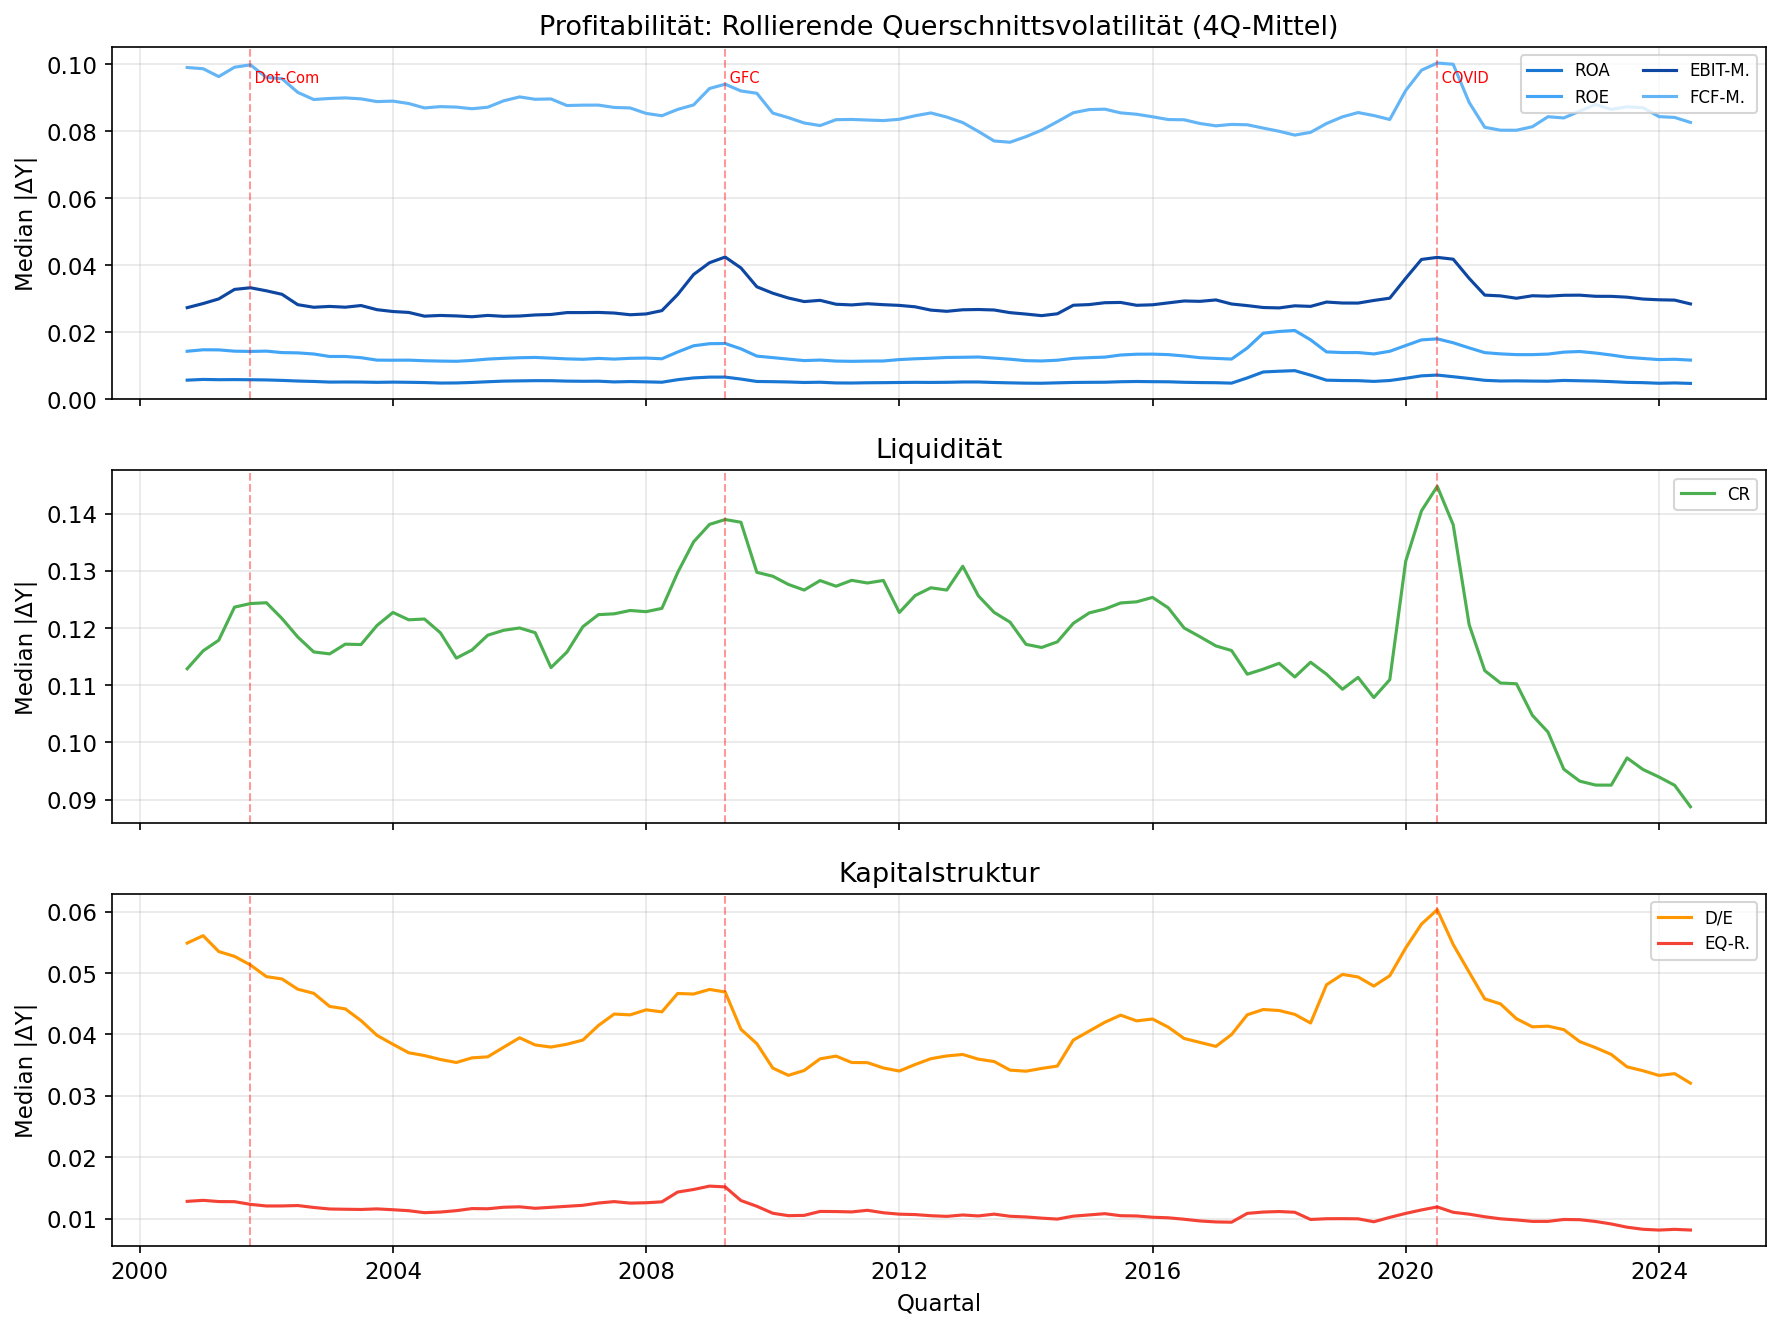 Profitabilität: Rollierende Querschnittsvolatilität (4Q-Mittel)
Median |ΔY|
0.10
0.08
0.06
0.04
0.02
0.00
Dot-Com
GFC
COVID
ROA
ROE
EBIT-M.
FCF-M.
Liquidität
Median |ΔY|
0.14
0.13
0.12
0.11
0.10
0.09
CR
Kapitalstruktur
Median |ΔY|
0.06
0.05
0.04
0.03
0.02
0.01
D/E
EQ-R.
2000 2004 2008 2012 2016 2020 2024
Quartal